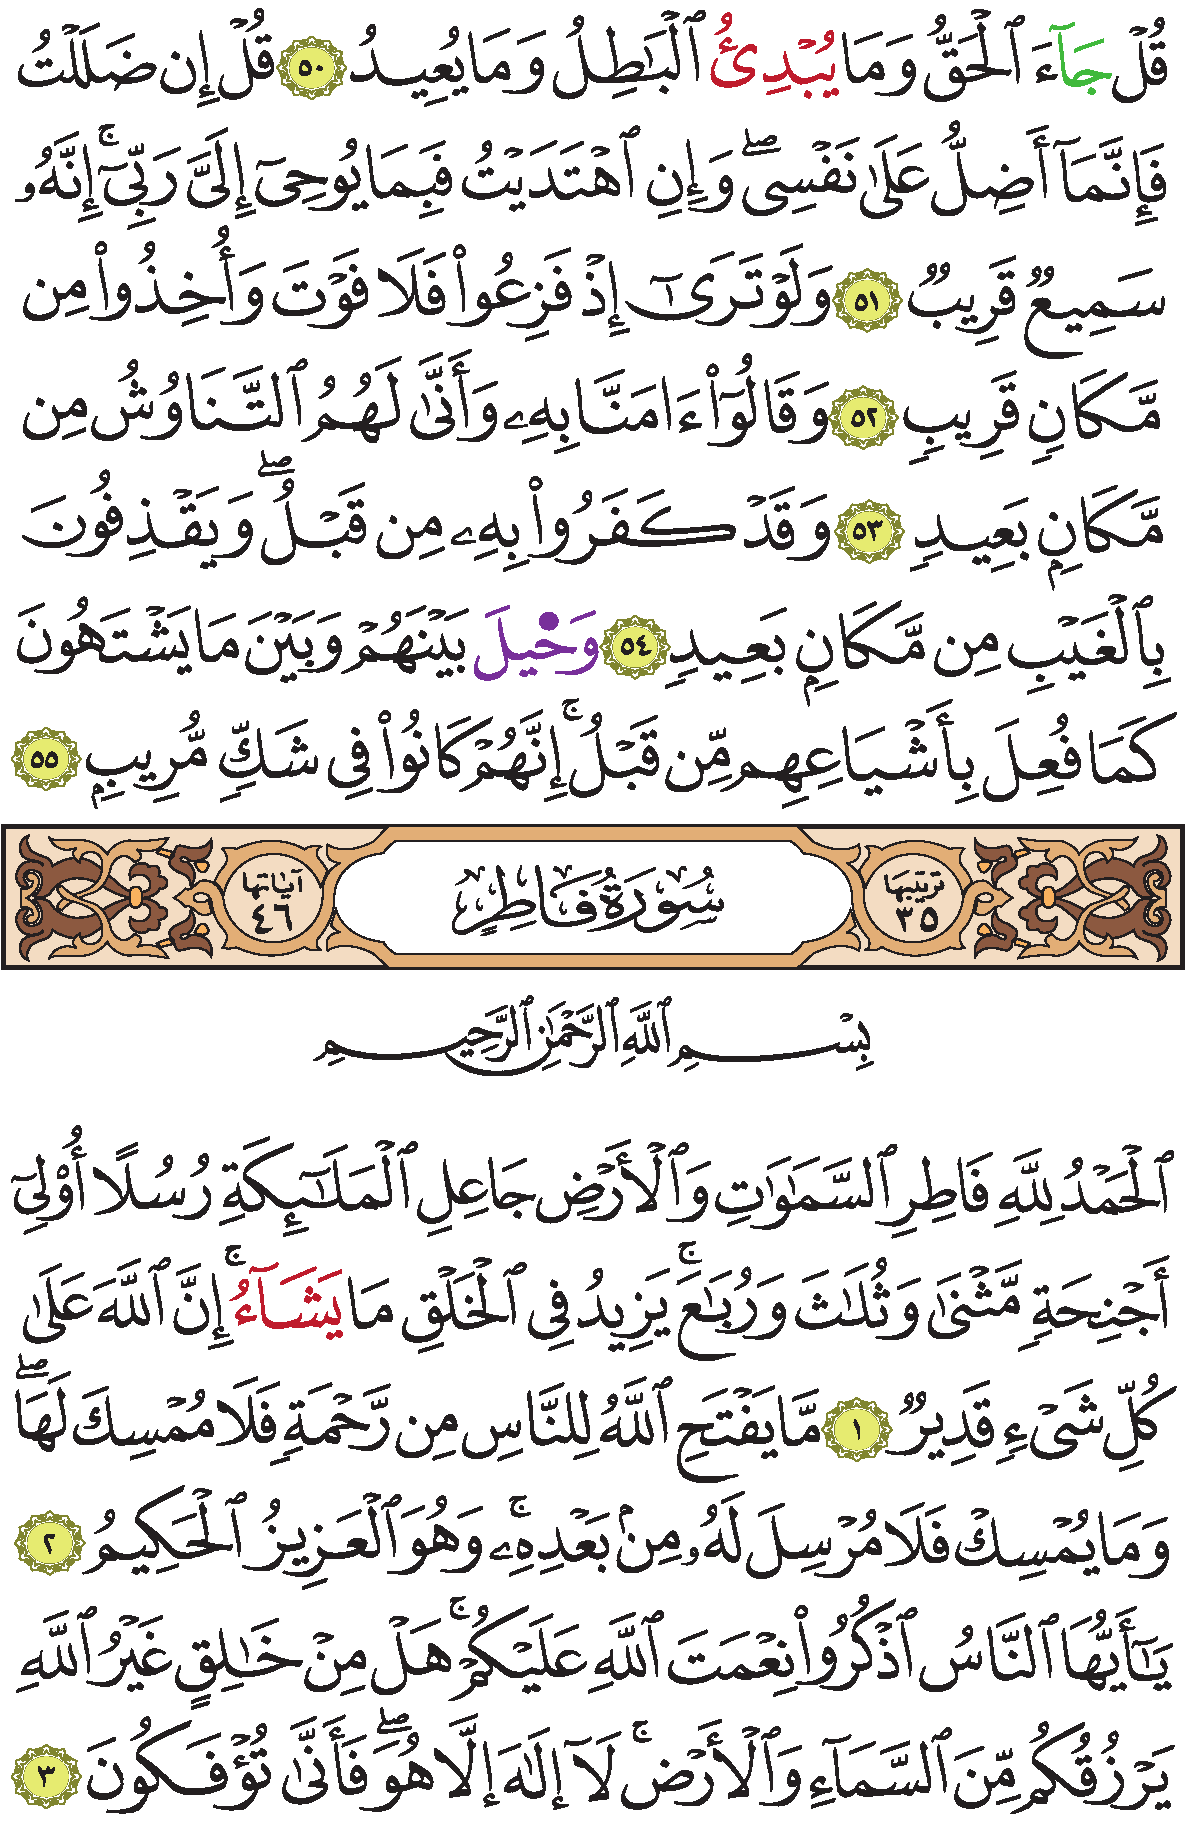 قُلۡ جَآءَ ٱلۡحَقُّ وَمَا يُبۡدِئُ ٱلۡبَٰطِلُ وَمَا يُعِيدُ ٥٠ قُلۡ إِن ضَلَلۡتُ
فَإِنَّمَآ أَضِلُّ عَلَىٰ نَفۡسِيۖ وَإِنِ ٱهۡتَدَيۡتُ فَبِمَا يُوحِيٓ إِلَيَّ رَبِّيٓۚ إِنَّهُۥ
سَمِيعٞ قَرِيبٞ ٥١ وَلَوۡ تَرَىٰٓ إِذۡ فَزِعُواْ فَلَا فَوۡتَ وَأُخِذُواْ مِن
مَّكَانٖ قَرِيبٖ ٥٢ وَقَالُوٓاْ ءَامَنَّا بِهِۦ وَأَنَّىٰ لَهُمُ ٱلتَّنَاوُشُ مِن
مَّكَانِۭ بَعِيدٖ ٥٣ وَقَدۡ كَفَرُواْ بِهِۦ مِن قَبۡلُۖ وَيَقۡذِفُونَ
بِٱلۡغَيۡبِ مِن مَّكَانِۭ بَعِيدٖ ٥٤ وَحِيلَ بَيۡنَهُمۡ وَبَيۡنَ مَا يَشۡتَهُونَ
كَمَا فُعِلَ بِأَشۡيَاعِهِم مِّن قَبۡلُۚ إِنَّهُمۡ كَانُواْ فِي شَكّٖ مُّرِيبِۭ ٥٥
ترتيبها ٣٥ سُورَةُ فَاطِرٍ آياتها ٤٦
بِسۡمِ ٱللَّهِ ٱلرَّحۡمَٰنِ ٱلرَّحِيمِ
ٱلۡحَمۡدُ لِلَّهِ فَاطِرِ ٱلسَّمَٰوَٰتِ وَٱلۡأَرۡضِ جَاعِلِ ٱلۡمَلَٰٓئِكَةِ رُسُلًا أُوْلِيٓ
أَجۡنِحَةٖ مَّثۡنَىٰ وَثُلَٰثَ وَرُبَٰعَۚ يَزِيدُ فِي ٱلۡخَلۡقِ مَا يَشَآءُۚ إِنَّ ٱللَّهَ عَلَىٰ
كُلِّ شَيۡءٖ قَدِيرٞ ١ مَّا يَفۡتَحِ ٱللَّهُ لِلنَّاسِ مِن رَّحۡمَةٖ فَلَا مُمۡسِكَ لَهَاۖ
وَمَا يُمۡسِكۡ فَلَا مُرۡسِلَ لَهُۥ مِنۢ بَعۡدِهِۦۚ وَهُوَ ٱلۡعَزِيزُ ٱلۡحَكِيمُ ٢
يَٰٓأَيُّهَا ٱلنَّاسُ ٱذۡكُرُواْ نِعۡمَتَ ٱللَّهِ عَلَيۡكُمۡۚ هَلۡ مِنۡ خَٰلِقٍ غَيۡرُ ٱللَّهِ
يَرۡزُقُكُم مِّنَ ٱلسَّمَآءِ وَٱلۡأَرۡضِۚ لَآ إِلَٰهَ إِلَّا هُوَۖ فَأَنَّىٰ تُؤۡفَكُونَ ٣